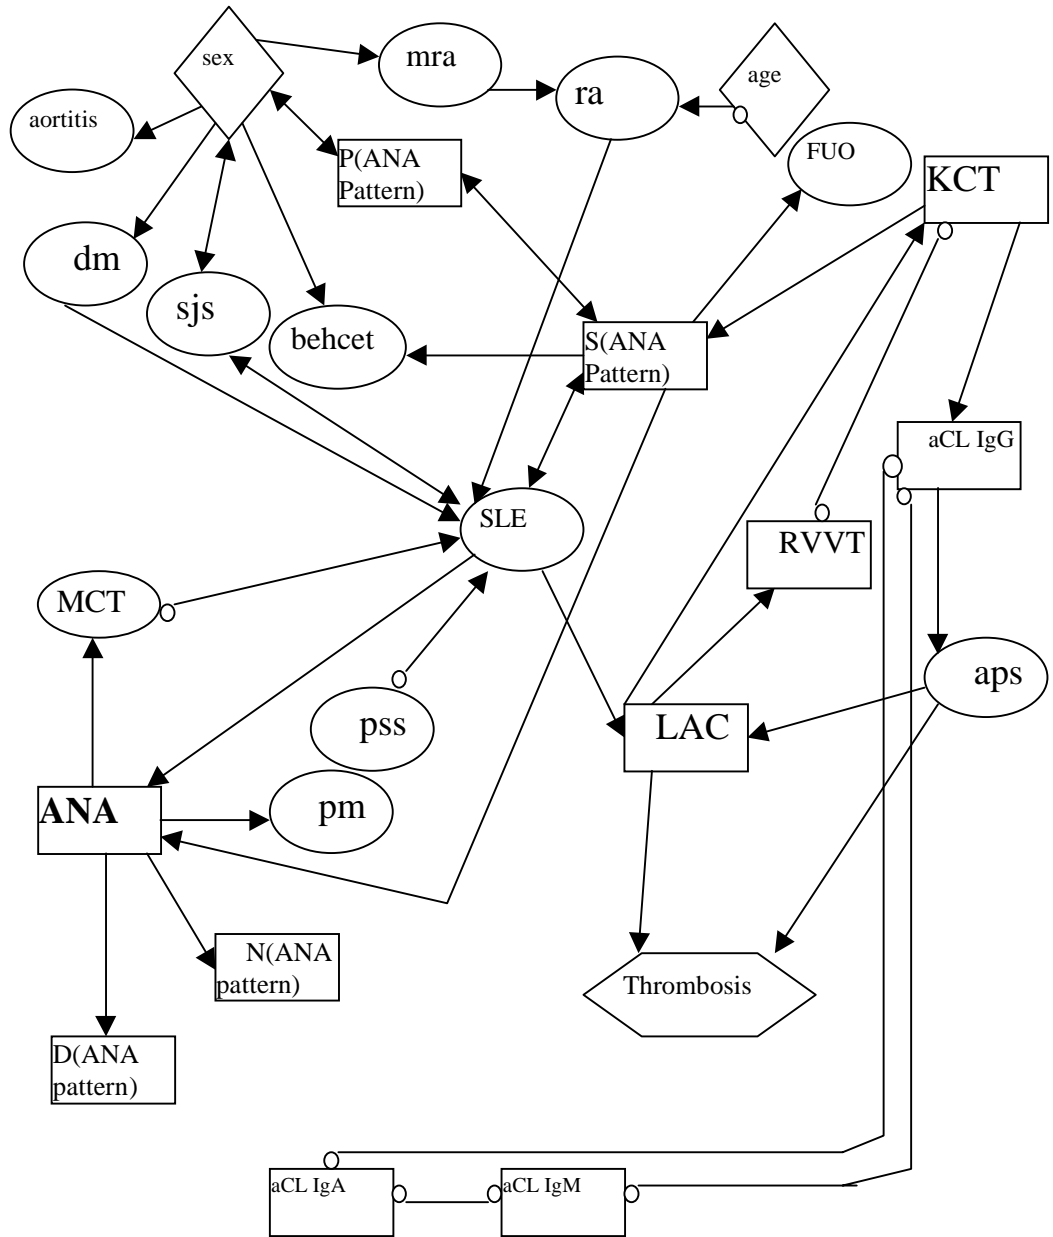 sex
mra
ra
age
aortitis
P(ANA
Pattern)
FUO
KCT
dm
sjs
behcet
S(ANA
Pattern)
aCL IgG
SLE
RVVT
MCT
aps
pss
LAC
pm
ANA
N(ANA
pattern)
Thrombosis
D(ANA
pattern)
aCL IgA
aCL IgM